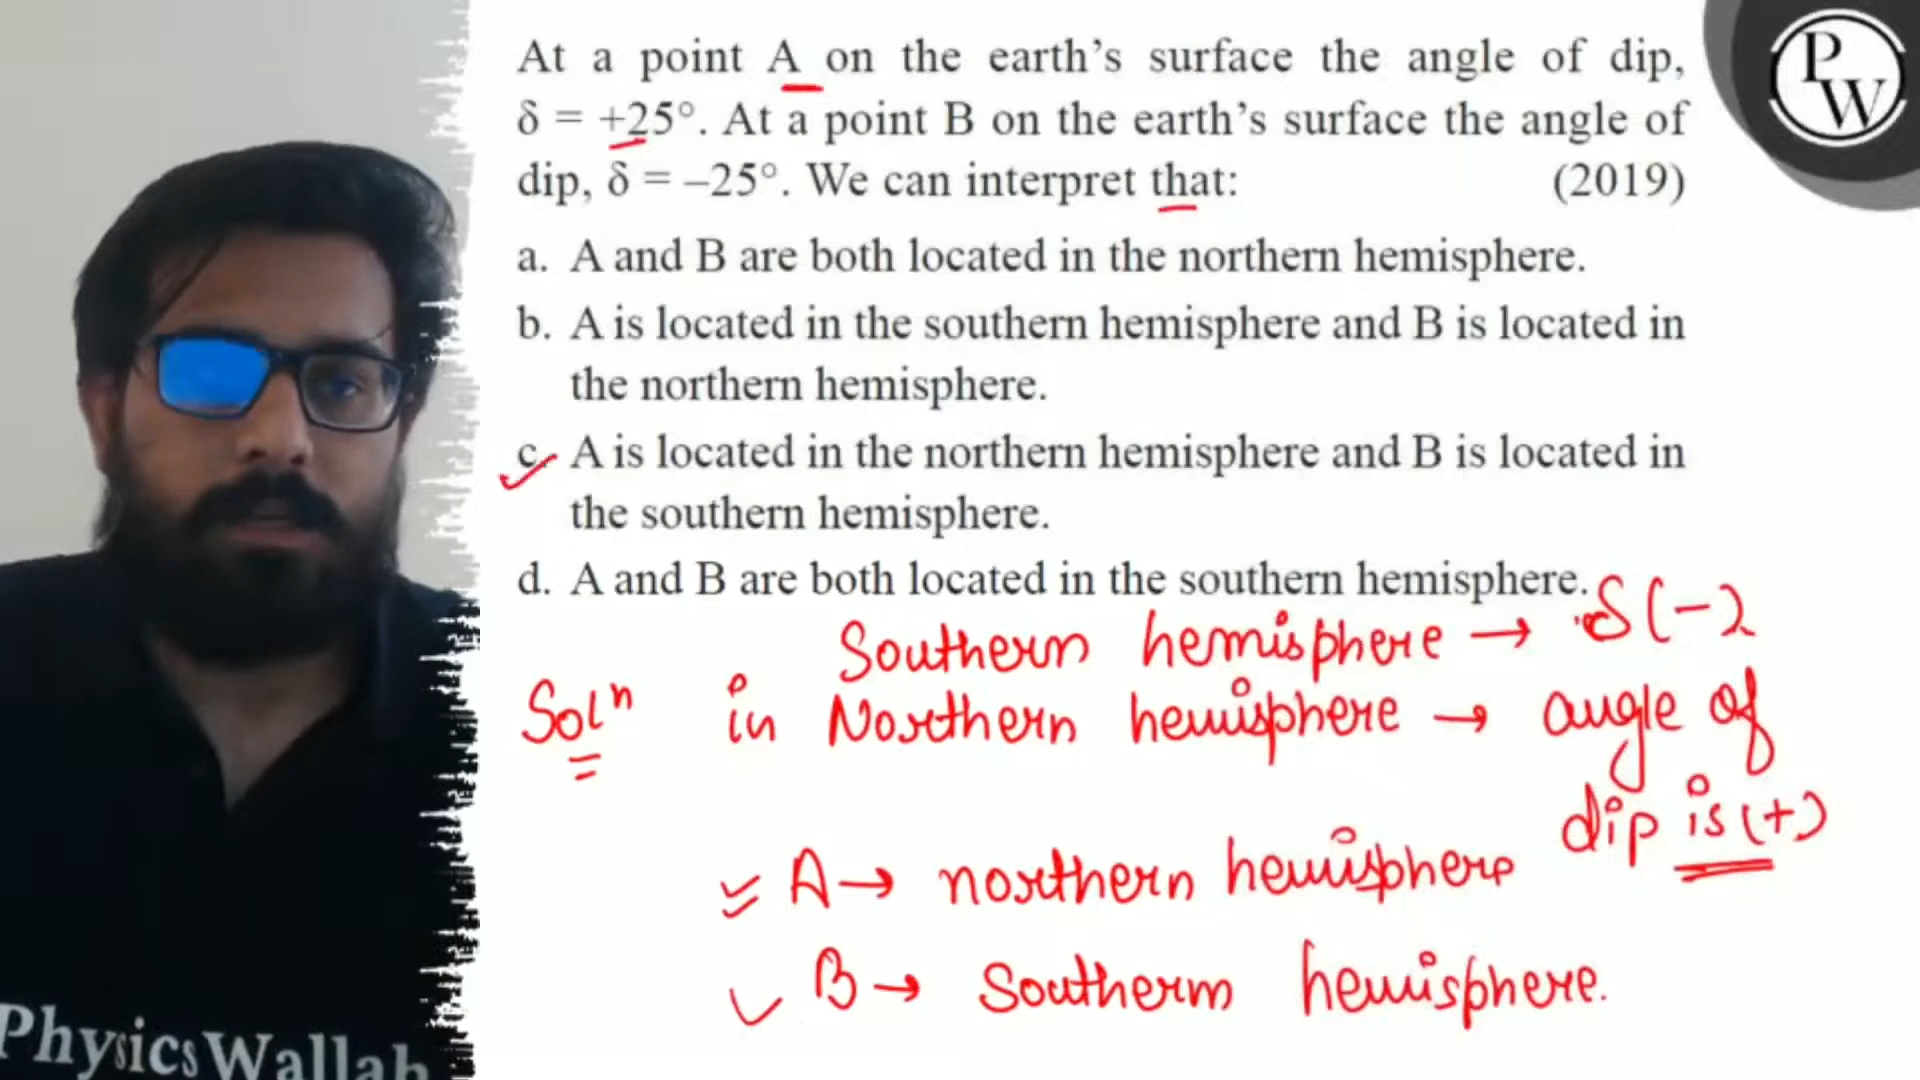 At a point A on the earth's surface the angle of dip,
δ = +25°. At a point B on the earth's surface the angle of
dip, δ = –25°. We can interpret that: (2019)
a. A and B are both located in the northern hemisphere.
b. A is located in the southern hemisphere and B is located in
the northern hemisphere.
c. A is located in the northern hemisphere and B is located in
the southern hemisphere.
d. A and B are both located in the southern hemisphere.
Southern hemisphere → δ(-)
Solⁿ in Northern hemisphere → angle of
dip is (+)
A → northern hemisphere
B → Southerm hemisphere.
PW
PhysicsWallah